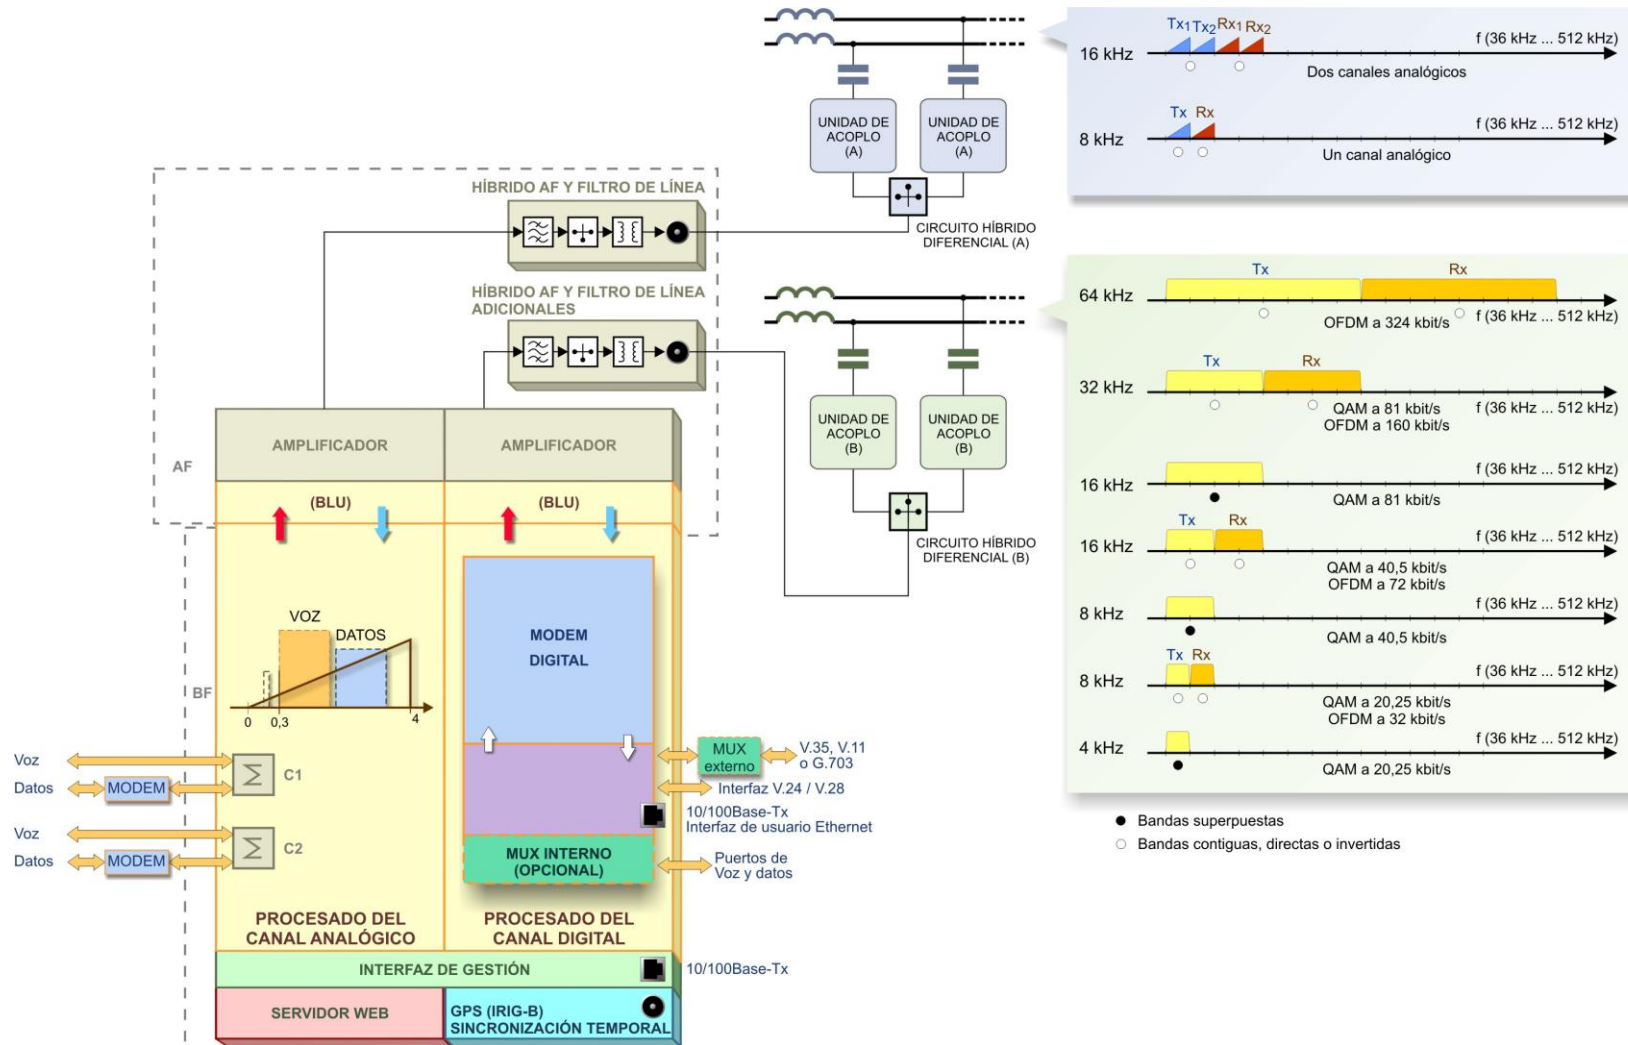 Tx1 Tx2 Rx1 Rx2
f (36 kHz ... 512 kHz)
16 kHz
Dos canales analógicos
Tx Rx
f (36 kHz ... 512 kHz)
8 kHz
Un canal analógico
UNIDAD DE
ACOPLO
(A)
UNIDAD DE
ACOPLO
(A)
CIRCUITO HÍBRIDO
DIFERENCIAL (A)
HÍBRIDO AF Y FILTRO DE LÍNEA
HÍBRIDO AF Y FILTRO DE LÍNEA
ADICIONALES
UNIDAD DE
ACOPLO
(B)
UNIDAD DE
ACOPLO
(B)
CIRCUITO HÍBRIDO
DIFERENCIAL (B)
Tx Rx
64 kHz
OFDM a 324 kbit/s
f (36 kHz ... 512 kHz)
Tx Rx
32 kHz
QAM a 81 kbit/s
OFDM a 160 kbit/s
f (36 kHz ... 512 kHz)
f (36 kHz ... 512 kHz)
16 kHz
QAM a 81 kbit/s
Tx Rx
f (36 kHz ... 512 kHz)
16 kHz
QAM a 40,5 kbit/s
OFDM a 72 kbit/s
f (36 kHz ... 512 kHz)
8 kHz
QAM a 40,5 kbit/s
Tx Rx
f (36 kHz ... 512 kHz)
8 kHz
QAM a 20,25 kbit/s
OFDM a 32 kbit/s
f (36 kHz ... 512 kHz)
4 kHz
QAM a 20,25 kbit/s
Bandas superpuestas
Bandas contiguas, directas o invertidas
AF
AMPLIFICADOR
AMPLIFICADOR
(BLU)
(BLU)
BF
VOZ
DATOS
0 0,3 4
MODEM
DIGITAL
Voz
Datos
MODEM
Σ
C1
Voz
Datos
MODEM
Σ
C2
MUX
externo
V.35, V.11
o G.703
Interfaz V.24 / V.28
10/100Base-Tx
Interfaz de usuario Ethernet
MUX INTERNO
(OPCIONAL)
Puertos de
Voz y datos
PROCESADO DEL
CANAL ANALÓGICO
PROCESADO DEL
CANAL DIGITAL
INTERFAZ DE GESTIÓN
10/100Base-Tx
SERVIDOR WEB
GPS (IRIG-B)
SINCRONIZACIÓN TEMPORAL